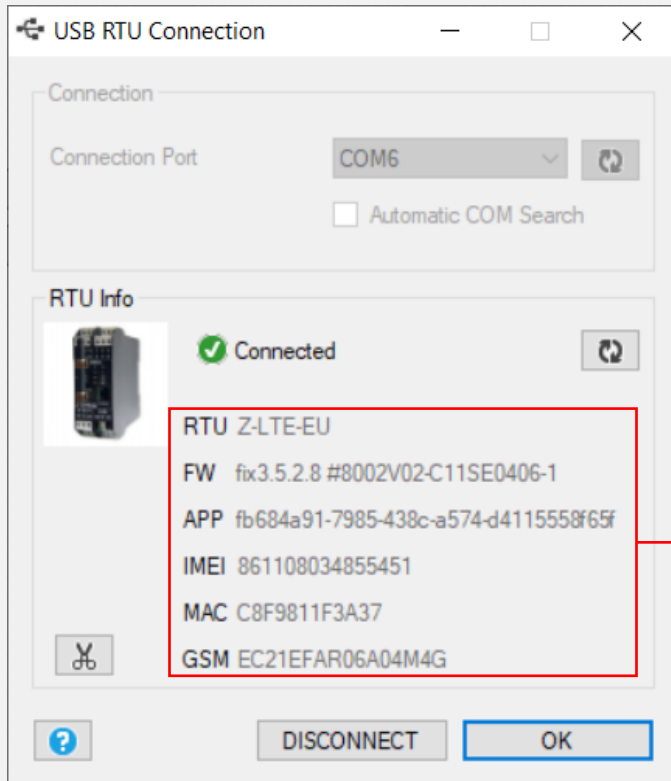 USB RTU Connection
Connection
Connection Port COM6
Automatic COM Search
RTU Info
Connected
RTU Z-LTE-EU
FW fix3.5.2.8 #8002V02-C11SE0406-1
APP fb684a91-7985-438c-a574-d4115558f65f
IMEI 861108034855451
MAC C8F9811F3A37
GSM EC21EFAR06A04M4G
? DISCONNECT OK